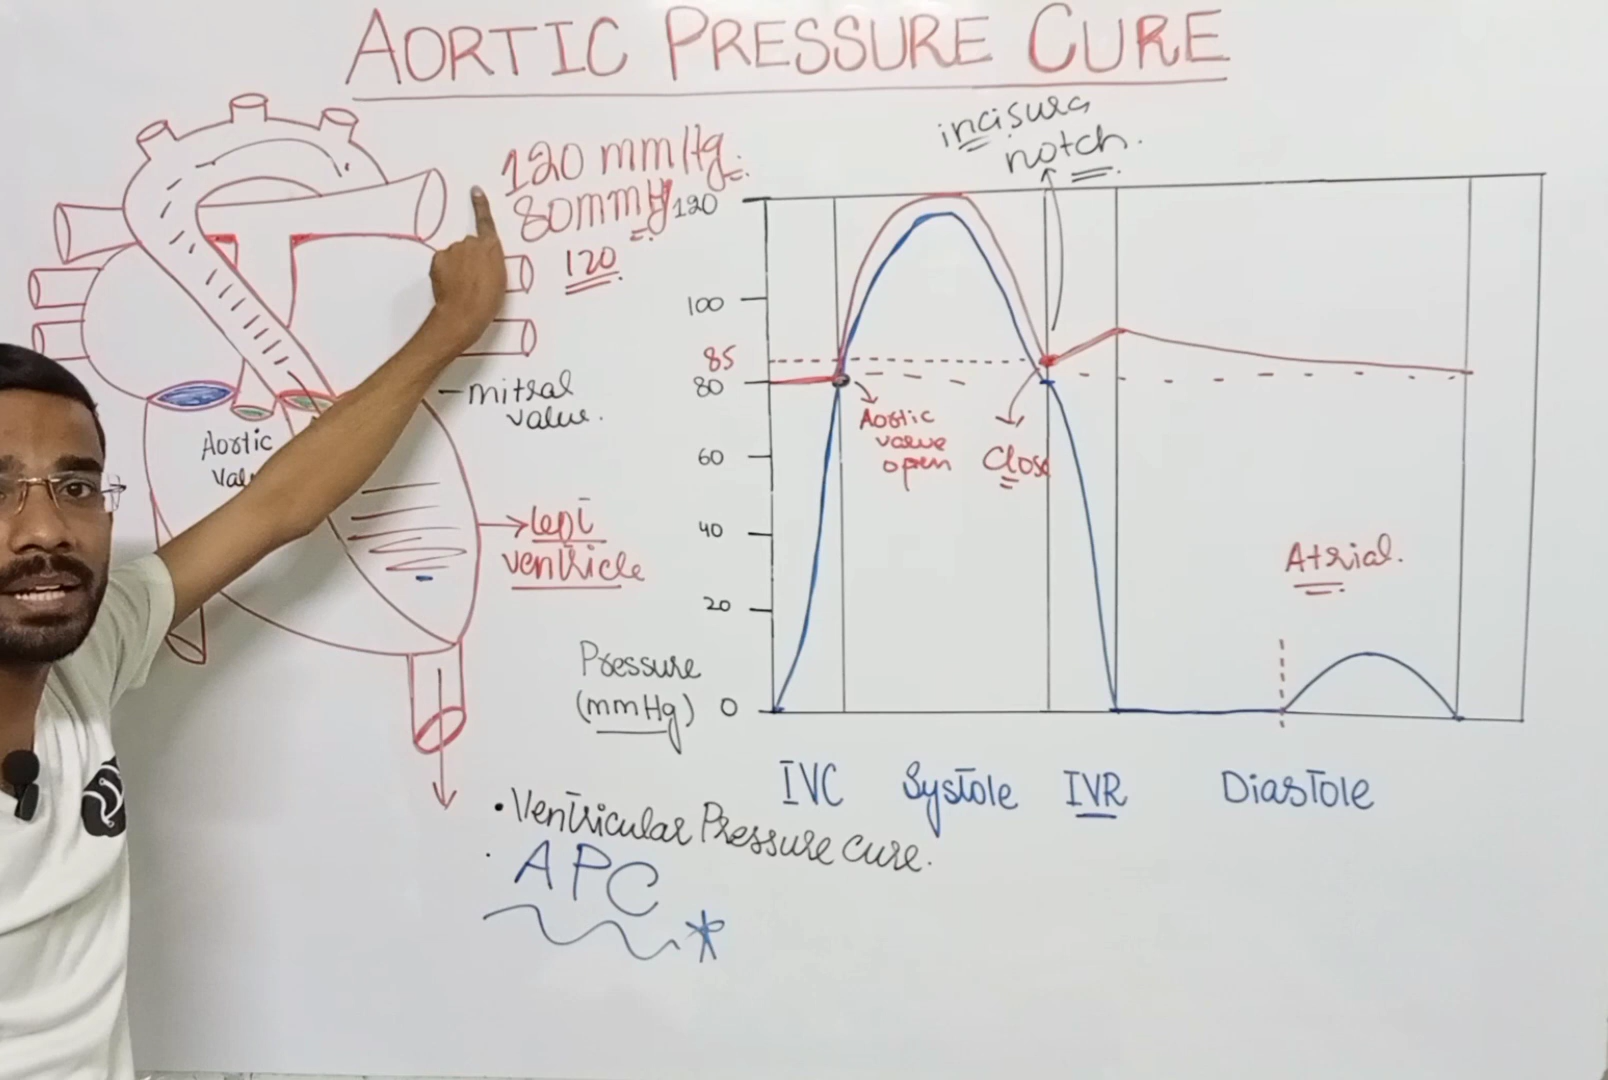 AORTIC PRESSURE CURE
120 mmHg.
80mmHg
120
incisura
notch.
120
100
85
80
60
40
20
0
Pressure
(mmHg)
mitral
valve.
Aortic
Aortic
valve
open
Close
left
ventricle
Atrial.
IVC Systole IVR Diastole
• Ventricular Pressure cure.
. APC